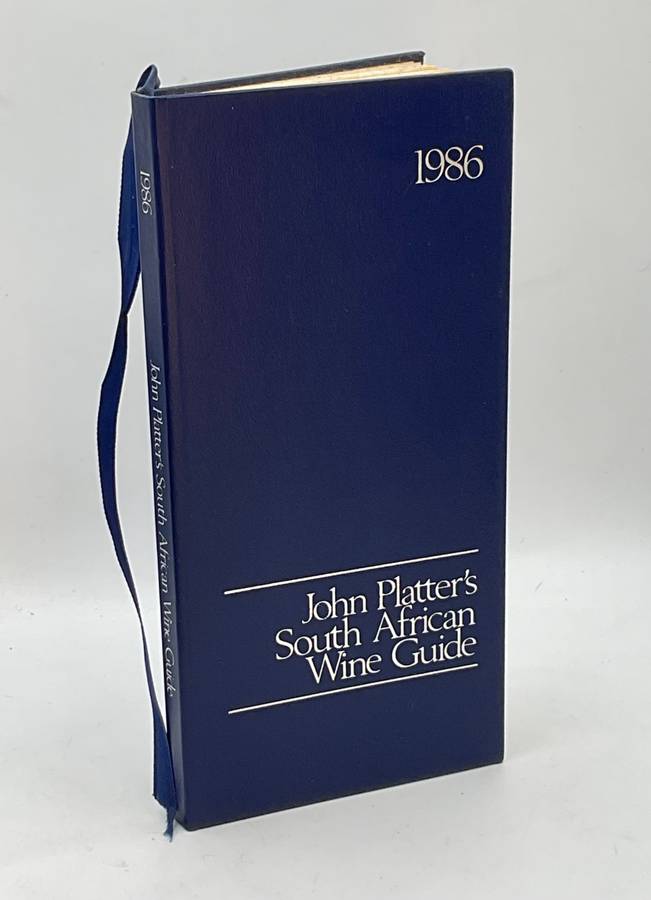 1986
John Platter's
South African
Wine Guide
1986
John Platter's South African Wine Guide